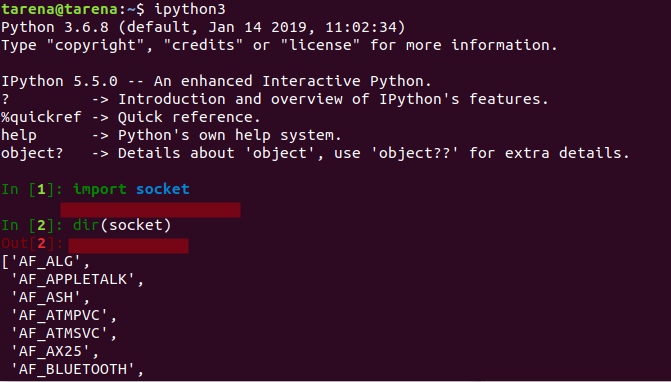 tarena@tarena:~$ ipython3
Python 3.6.8 (default, Jan 14 2019, 11:02:34)
Type "copyright", "credits" or "license" for more information.
IPython 5.5.0 -- An enhanced Interactive Python.
?         -> Introduction and overview of IPython's features.
%quickref -> Quick reference.
help      -> Python's own help system.
object?   -> Details about 'object', use 'object??' for extra details.
In [1]: import socket
In [2]: dir(socket)
Out[2]:
['AF_ALG',
 'AF_APPLETALK',
 'AF_ASH',
 'AF_ATMPVC',
 'AF_ATMSVC',
 'AF_AX25',
 'AF_BLUETOOTH',